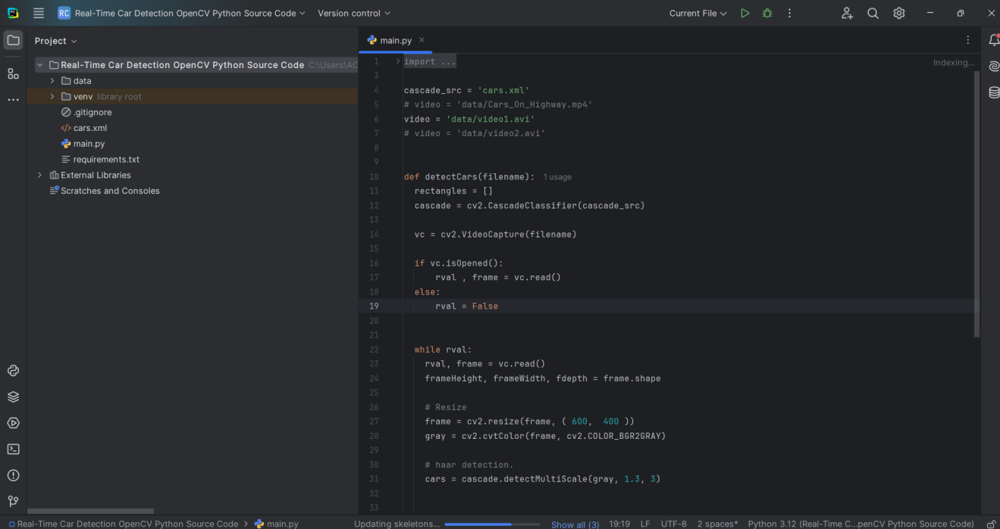 RC Real-Time Car Detection OpenCV Python Source Code Version control Current File
Project
Real-Time Car Detection OpenCV Python Source Code C:\Users\AC
data
venv library root
.gitignore
cars.xml
main.py
requirements.txt
External Libraries
Scratches and Consoles
main.py
Indexing...
1 import ...
3
4 cascade_src = 'cars.xml'
5 # video = 'data/Cars_On_Highway.mp4'
6 video = 'data/video1.avi'
7 # video = 'data/video2.avi'
8
9
10 def detectCars(filename): 1 usage
11 rectangles = []
12 cascade = cv2.CascadeClassifier(cascade_src)
13
14 vc = cv2.VideoCapture(filename)
15
16 if vc.isOpened():
17 rval , frame = vc.read()
18 else:
19 rval = False
20
21
22 while rval:
23 rval, frame = vc.read()
24 frameHeight, frameWidth, fdepth = frame.shape
25
26 # Resize
27 frame = cv2.resize(frame, ( 600, 400 ))
28 gray = cv2.cvtColor(frame, cv2.COLOR_BGR2GRAY)
29
30 # haar detection.
31 cars = cascade.detectMultiScale(gray, 1.3, 3)
32
33
Real-Time Car Detection OpenCV Python Source Code > main.py Updating skeletons... Show all (3) 19:19 LF UTF-8 2 spaces* Python 3.12 (Real-Time C...penCV Python Source Code)